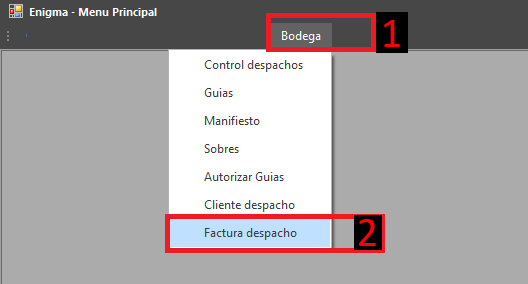 Enigma - Menu Principal
Bodega
1
Control despachos
Guias
Manifiesto
Sobres
Autorizar Guias
Cliente despacho
Factura despacho
2